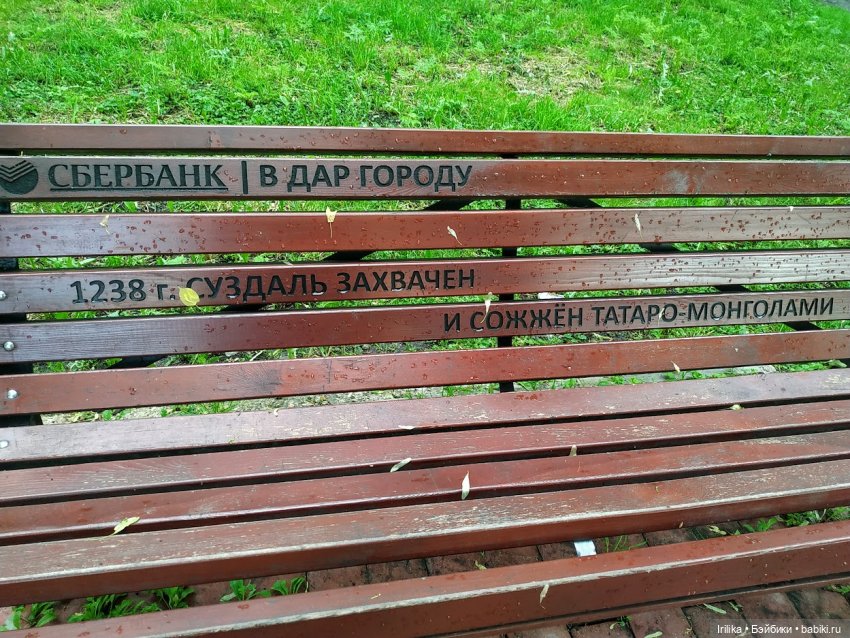 СБЕРБАНК | В ДАР ГОРОДУ
1238 г. СУЗДАЛЬ ЗАХВАЧЕН
И СОЖЖЁН ТАТАРО-МОНГОЛАМИ
Irilika • Бэйбики • babiki.ru